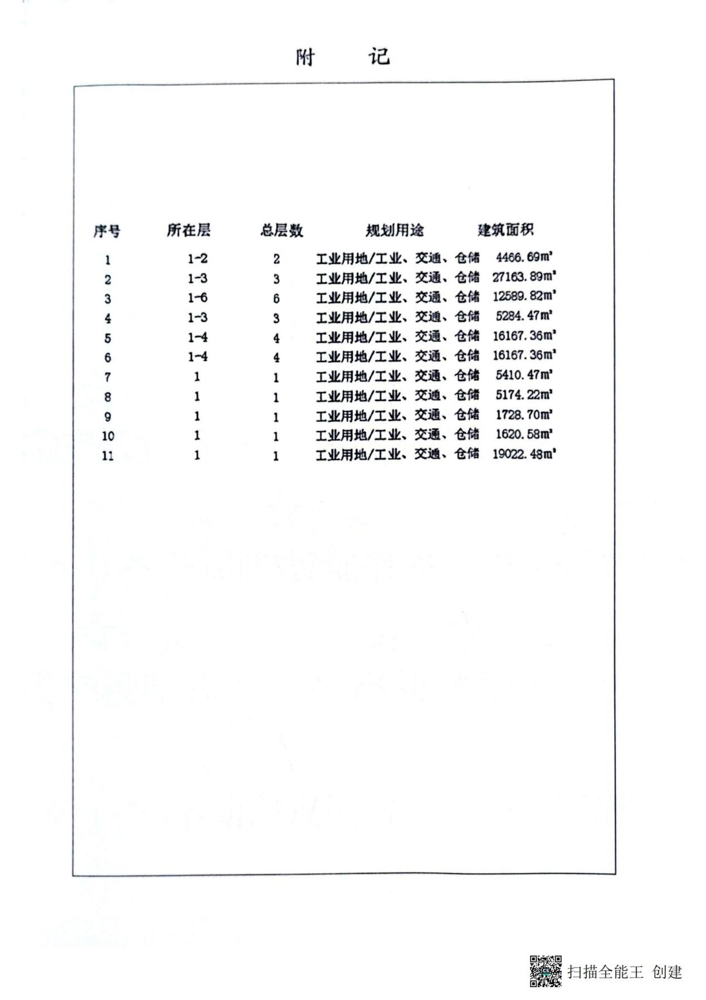 附 记
序号 所在层 总层数 规划用途 建筑面积
1 1-2 2 工业用地/工业、交通、仓储 4466.69㎡
2 1-3 3 工业用地/工业、交通、仓储 27163.89㎡
3 1-6 6 工业用地/工业、交通、仓储 12589.82㎡
4 1-3 3 工业用地/工业、交通、仓储 5284.47㎡
5 1-4 4 工业用地/工业、交通、仓储 16167.36㎡
6 1-4 4 工业用地/工业、交通、仓储 16167.36㎡
7 1 1 工业用地/工业、交通、仓储 5410.47㎡
8 1 1 工业用地/工业、交通、仓储 5174.22㎡
9 1 1 工业用地/工业、交通、仓储 1728.70㎡
10 1 1 工业用地/工业、交通、仓储 1620.58㎡
11 1 1 工业用地/工业、交通、仓储 19022.48㎡
扫描全能王 创建